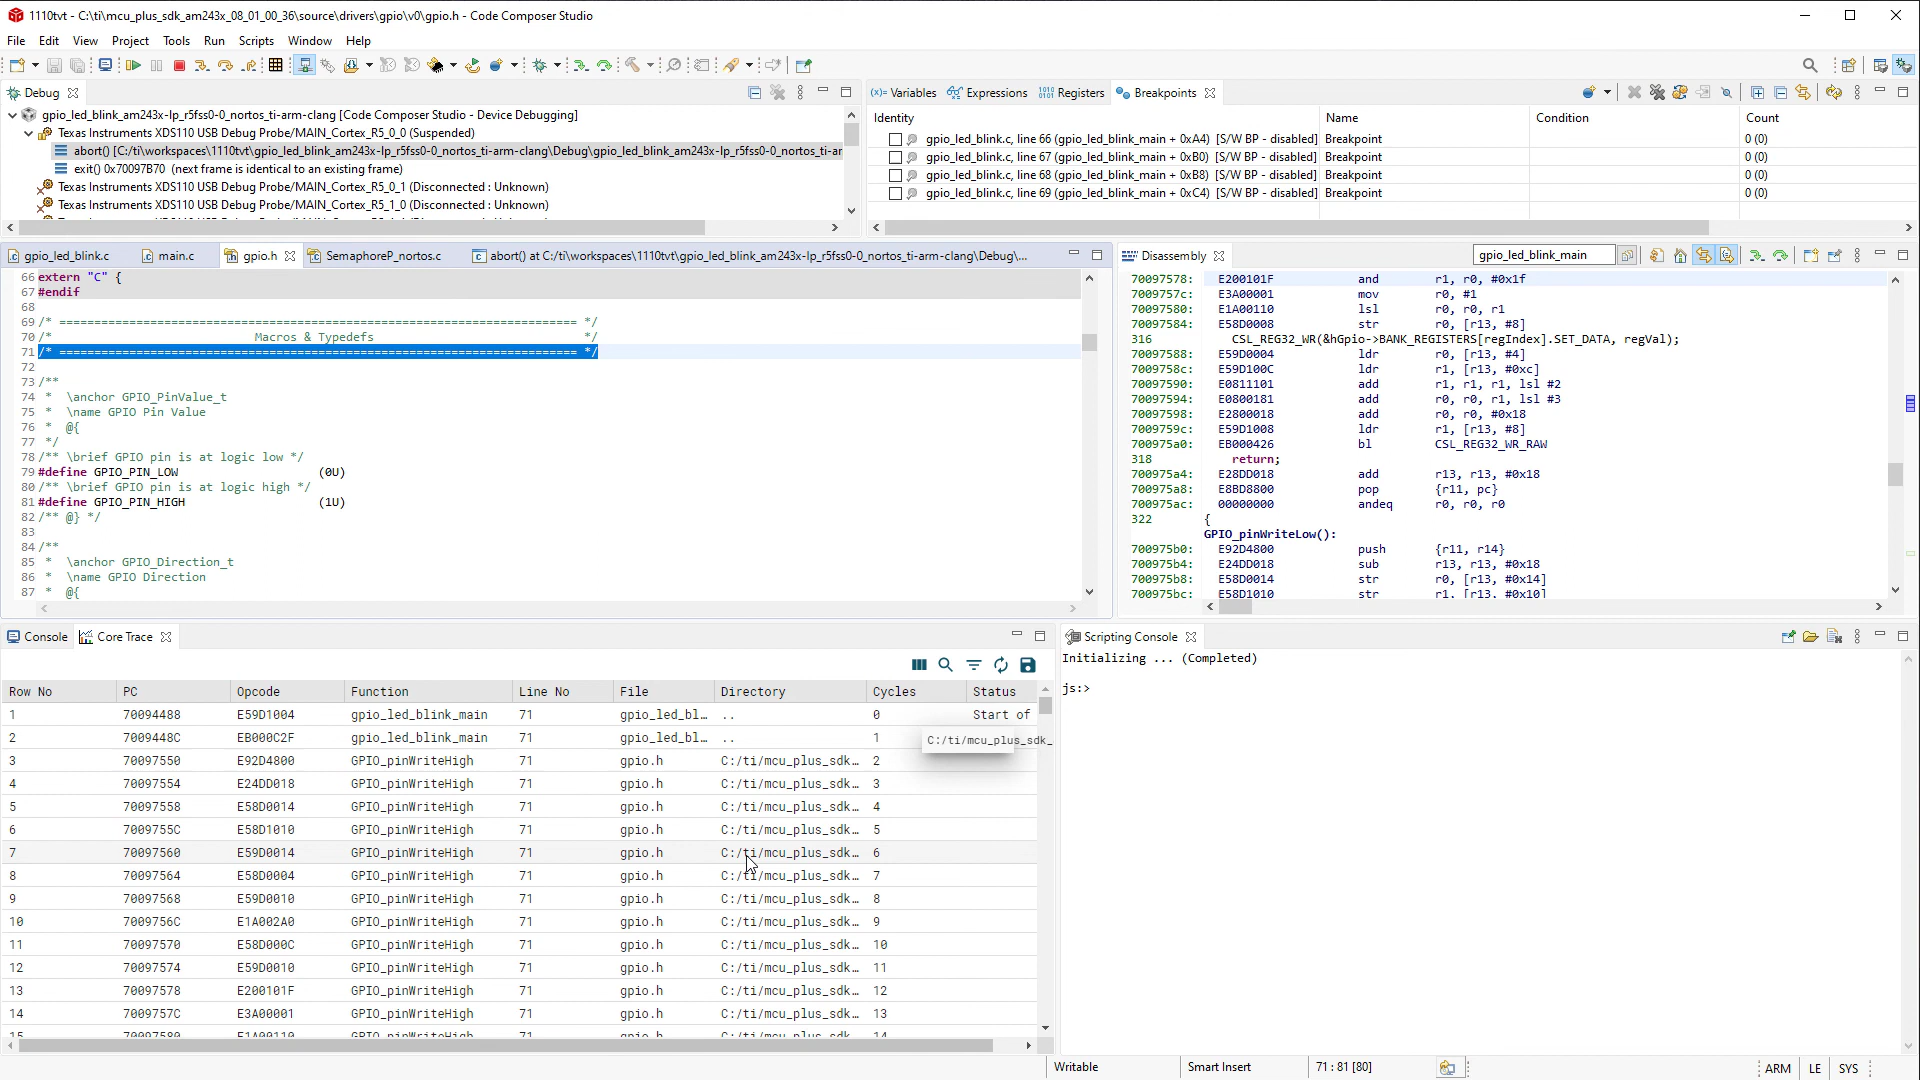 1110tvt - C:\ti\mcu_plus_sdk_am243x_08_01_00_36\source\drivers\gpio\v0\gpio.h - Code Composer Studio
File Edit View Project Tools Run Scripts Window Help
Debug
gpio_led_blink_am243x-lp_r5fss0-0_nortos_ti-arm-clang [Code Composer Studio - Device Debugging]
Texas Instruments XDS110 USB Debug Probe/MAIN_Cortex_R5_0_0 (Suspended)
abort() [C:/ti/workspaces/1110tvt/gpio_led_blink_am243x-lp_r5fss0-0_nortos_ti-arm-clang/Debug/gpio_led_blink_am243x-lp_r5fss0-0_nortos_ti-ar
exit() 0x70097B70 (next frame is identical to an existing frame)
Texas Instruments XDS110 USB Debug Probe/MAIN_Cortex_R5_0_1 (Disconnected : Unknown)
Texas Instruments XDS110 USB Debug Probe/MAIN_Cortex_R5_1_0 (Disconnected : Unknown)
(x)= Variables Expressions Registers Breakpoints
Identity Name Condition Count
gpio_led_blink.c, line 66 (gpio_led_blink_main + 0xA4) [S/W BP - disabled] Breakpoint 0 (0)
gpio_led_blink.c, line 67 (gpio_led_blink_main + 0xB0) [S/W BP - disabled] Breakpoint 0 (0)
gpio_led_blink.c, line 68 (gpio_led_blink_main + 0xB8) [S/W BP - disabled] Breakpoint 0 (0)
gpio_led_blink.c, line 69 (gpio_led_blink_main + 0xC4) [S/W BP - disabled] Breakpoint 0 (0)
gpio_led_blink.c main.c gpio.h SemaphoreP_nortos.c abort() at C:/ti/workspaces/1110tvt/gpio_led_blink_am243x-lp_r5fss0-0_nortos_ti-arm-clang/Debug/...
66 extern "C" {
67 #endif
68
69 /* ========================================================================== */
70 /* Macros & Typedefs */
71 /* ========================================================================== */
72
73 /**
74 * \anchor GPIO_PinValue_t
75 * \name GPIO Pin Value
76 * @{
77 */
78 /** \brief GPIO pin is at logic low */
79 #define GPIO_PIN_LOW (0U)
80 /** \brief GPIO pin is at logic high */
81 #define GPIO_PIN_HIGH (1U)
82 /** @} */
83
84 /**
85 * \anchor GPIO_Direction_t
86 * \name GPIO Direction
87 * @{
Disassembly gpio_led_blink_main
70097578: E200101F and r1, r0, #0x1f
7009757c: E3A00001 mov r0, #1
70097580: E1A00110 lsl r0, r0, r1
70097584: E58D0008 str r0, [r13, #8]
316 CSL_REG32_WR(&hGpio->BANK_REGISTERS[regIndex].SET_DATA, regVal);
70097588: E59D0004 ldr r0, [r13, #4]
7009758c: E59D100C ldr r1, [r13, #0xc]
70097590: E0811101 add r1, r1, r1, lsl #2
70097594: E0800181 add r0, r0, r1, lsl #3
70097598: E2800018 add r0, r0, #0x18
7009759c: E59D1008 ldr r1, [r13, #8]
700975a0: EB000426 bl CSL_REG32_WR_RAW
318 return;
700975a4: E28DD018 add r13, r13, #0x18
700975a8: E8BD8800 pop {r11, pc}
700975ac: 00000000 andeq r0, r0, r0
322 {
GPIO_pinWriteLow():
700975b0: E92D4800 push {r11, r14}
700975b4: E24DD018 sub r13, r13, #0x18
700975b8: E58D0014 str r0, [r13, #0x14]
700975bc: E58D1010 str r1, [r13, #0x10]
Console Core Trace
Row No PC Opcode Function Line No File Directory Cycles Status
1 70094488 E59D1004 gpio_led_blink_main 71 gpio_led_bl… .. 0 Start of
2 7009448C EB000C2F gpio_led_blink_main 71 gpio_led_bl… .. 1
C:/ti/mcu_plus_sdk_
3 70097550 E92D4800 GPIO_pinWriteHigh 71 gpio.h C:/ti/mcu_plus_sdk… 2
4 70097554 E24DD018 GPIO_pinWriteHigh 71 gpio.h C:/ti/mcu_plus_sdk… 3
5 70097558 E58D0014 GPIO_pinWriteHigh 71 gpio.h C:/ti/mcu_plus_sdk… 4
6 7009755C E58D1010 GPIO_pinWriteHigh 71 gpio.h C:/ti/mcu_plus_sdk… 5
7 70097560 E59D0014 GPIO_pinWriteHigh 71 gpio.h C:/ti/mcu_plus_sdk… 6
8 70097564 E58D0004 GPIO_pinWriteHigh 71 gpio.h C:/ti/mcu_plus_sdk… 7
9 70097568 E59D0010 GPIO_pinWriteHigh 71 gpio.h C:/ti/mcu_plus_sdk… 8
10 7009756C E1A002A0 GPIO_pinWriteHigh 71 gpio.h C:/ti/mcu_plus_sdk… 9
11 70097570 E58D000C GPIO_pinWriteHigh 71 gpio.h C:/ti/mcu_plus_sdk… 10
12 70097574 E59D0010 GPIO_pinWriteHigh 71 gpio.h C:/ti/mcu_plus_sdk… 11
13 70097578 E200101F GPIO_pinWriteHigh 71 gpio.h C:/ti/mcu_plus_sdk… 12
14 7009757C E3A00001 GPIO_pinWriteHigh 71 gpio.h C:/ti/mcu_plus_sdk… 13
15 70097580 E1A00110 GPIO_pinWriteHigh 71 gpio.h C:/ti/mcu_plus_sdk… 14
Scripting Console
Initializing ... (Completed)
js:>
Writable Smart Insert 71 : 81 [80] ARM LE SYS